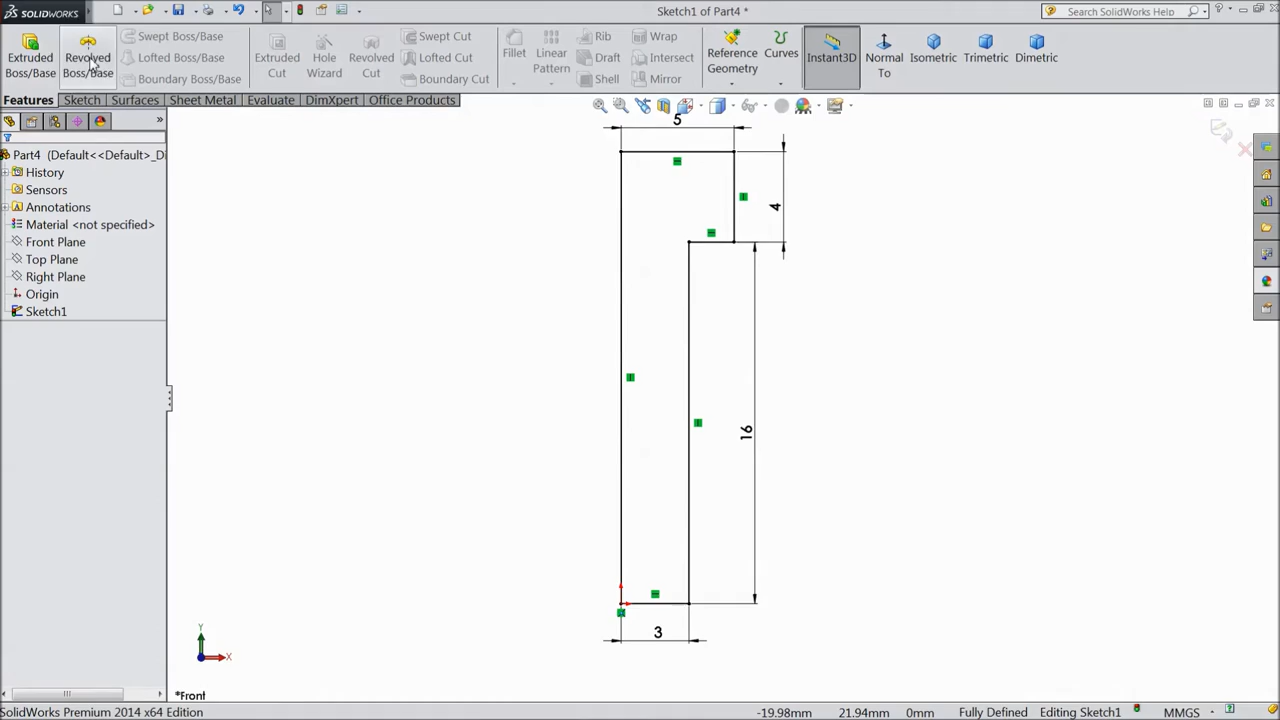 SOLIDWORKS
Sketch1 of Part4 *
Search SolidWorks Help
Extruded Boss/Base
Revolved Boss/Base
Swept Boss/Base
Lofted Boss/Base
Boundary Boss/Base
Extruded Cut
Hole Wizard
Revolved Cut
Swept Cut
Lofted Cut
Boundary Cut
Fillet
Linear Pattern
Rib
Draft
Shell
Wrap
Intersect
Mirror
Reference Geometry
Curves
Instant3D
Normal To
Isometric
Trimetric
Dimetric
Features
Sketch
Surfaces
Sheet Metal
Evaluate
DimXpert
Office Products
Part4 (Default<<Default>_Di
History
Sensors
Annotations
Material <not specified>
Front Plane
Top Plane
Right Plane
Origin
Sketch1
5
4
16
3
Y
X
*Front
SolidWorks Premium 2014 x64 Edition
-19.98mm
21.94mm
0mm
Fully Defined
Editing Sketch1
MMGS